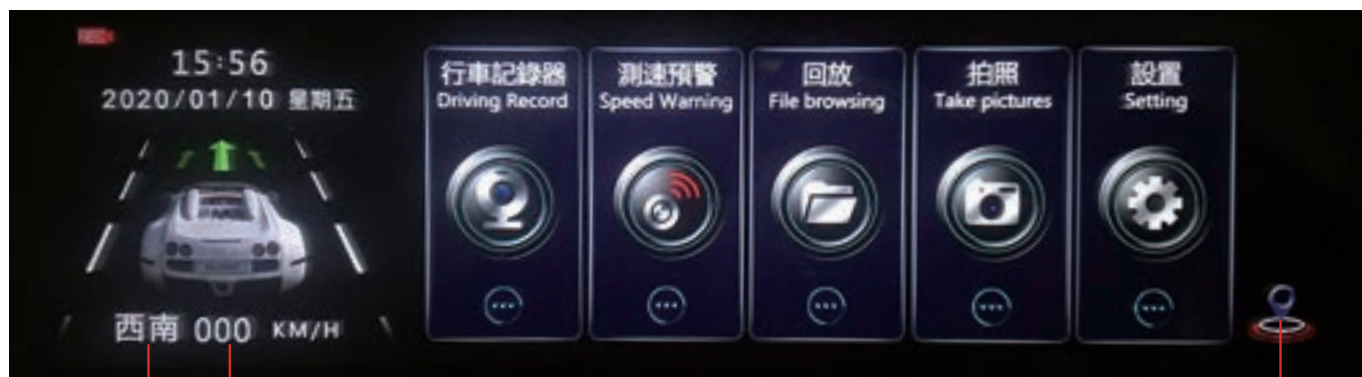 REC
15:56
2020/01/10 星期五
西南 000 KM/H
行車記錄器
Driving Record
測速預警
Speed Warning
回放
File browsing
拍照
Take pictures
設置
Setting